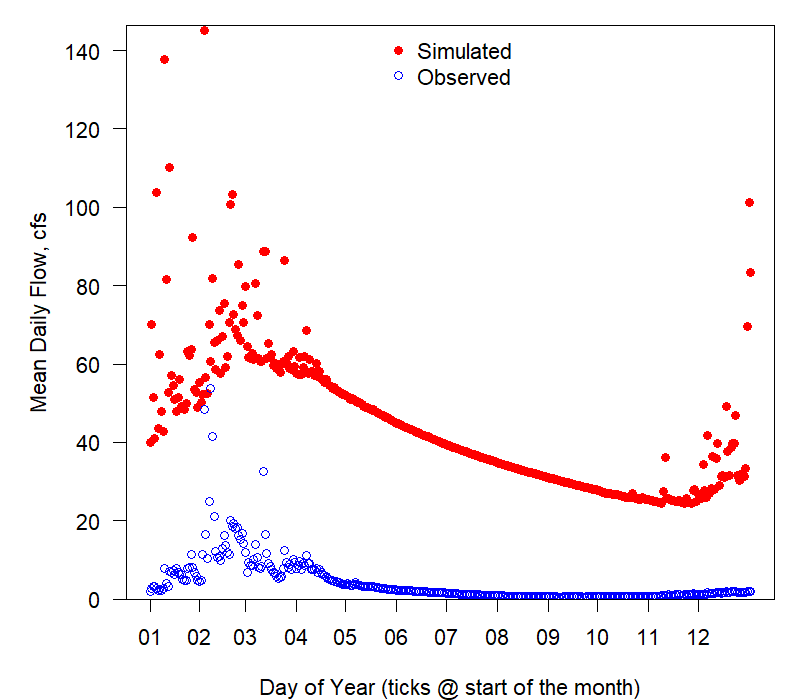 Simulated
Observed
Mean Daily Flow, cfs
140
120
100
80
60
40
20
0
01 02 03 04 05 06 07 08 09 10 11 12
Day of Year (ticks @ start of the month)